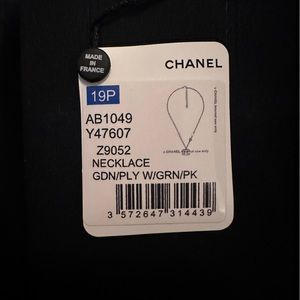 MADE IN
FRANCE
CHANEL
19P
AB1049
Y47607
Z9052
NECKLACE
GDN/PLY W/GRN/PK
3 572647 314439